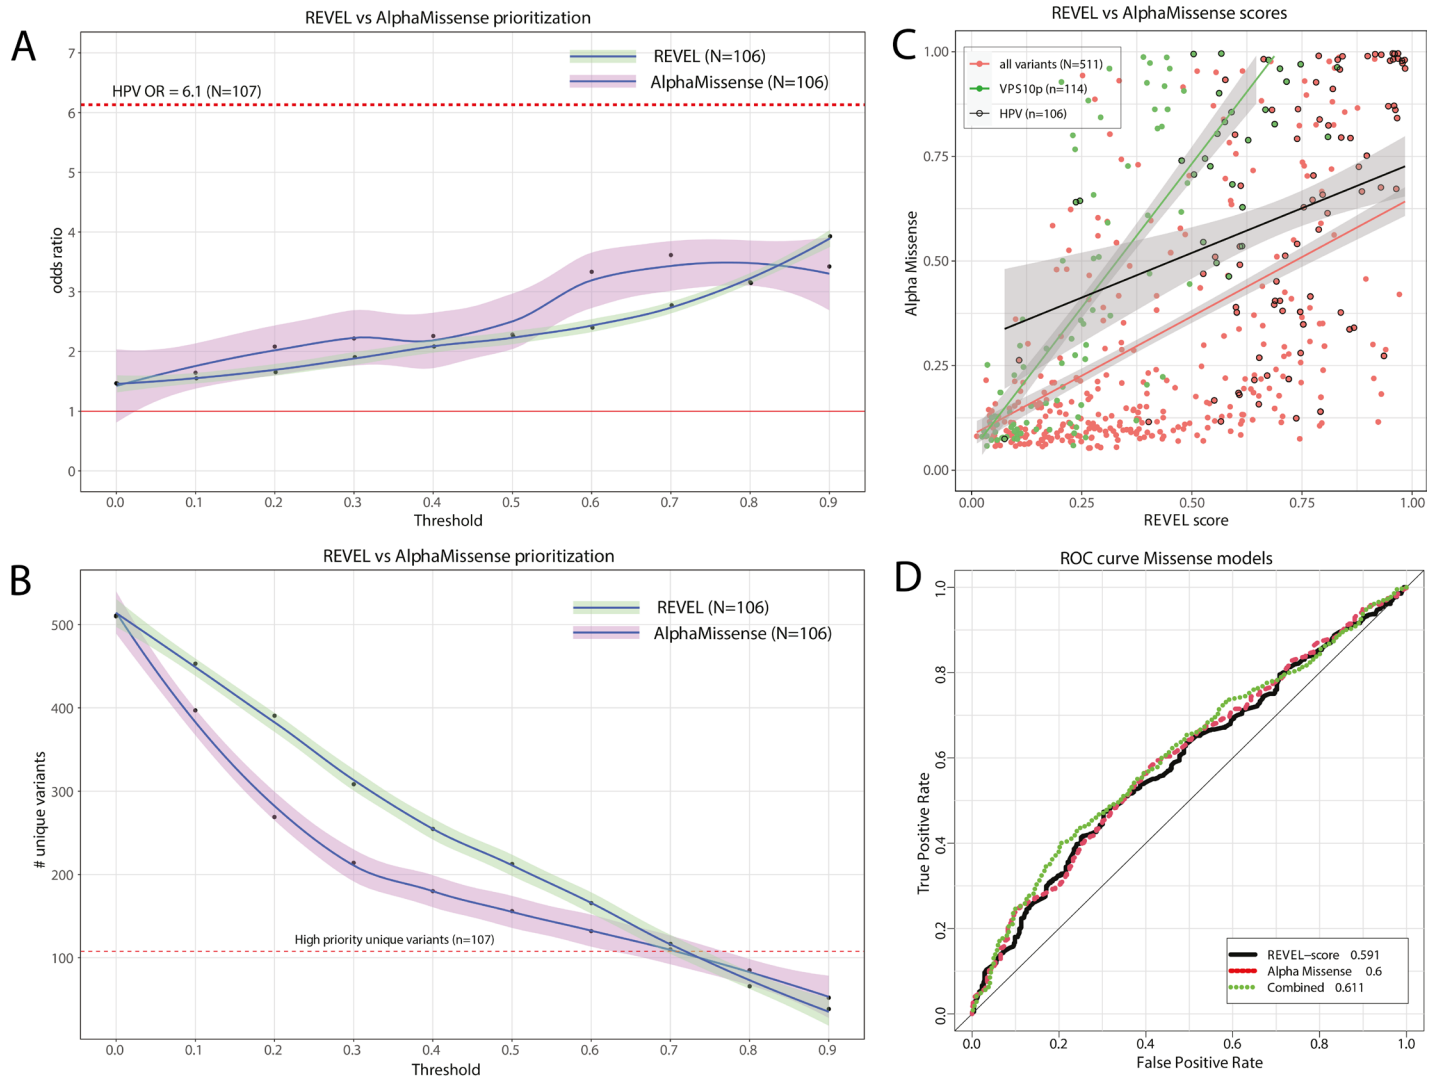 A
REVEL vs AlphaMissense prioritization
REVEL (N=106)
AlphaMissense (N=106)
HPV OR = 6.1 (N=107)
odds ratio
7
6
5
4
3
2
1
0
0.0 0.1 0.2 0.3 0.4 0.5 0.6 0.7 0.8 0.9
Threshold
B
REVEL vs AlphaMissense prioritization
REVEL (N=106)
AlphaMissense (N=106)
# unique variants
500
400
300
200
100
High priority unique variants (n=107)
0.0 0.1 0.2 0.3 0.4 0.5 0.6 0.7 0.8 0.9
Threshold
C
REVEL vs AlphaMissense scores
all variants (N=511)
VPS10p (n=114)
HPV (n=106)
Alpha Missense
1.00
0.75
0.50
0.25
0.00
0.00 0.25 0.50 0.75 1.00
REVEL score
D
ROC curve Missense models
True Positive Rate
1.0
0.8
0.6
0.4
0.2
0.0
REVEL–score 0.591
Alpha Missense 0.6
Combined 0.611
0.0 0.2 0.4 0.6 0.8 1.0
False Positive Rate